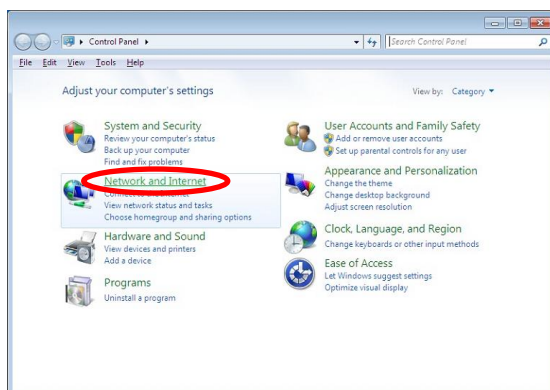 Control Panel
Search Control Panel
File Edit View Tools Help
Adjust your computer's settings
View by: Category
System and Security
Review your computer's status
Back up your computer
Find and fix problems
Network and Internet
View network status and tasks
Choose homegroup and sharing options
Hardware and Sound
View devices and printers
Add a device
Programs
Uninstall a program
User Accounts and Family Safety
Add or remove user accounts
Set up parental controls for any user
Appearance and Personalization
Change the theme
Change desktop background
Adjust screen resolution
Clock, Language, and Region
Change keyboards or other input methods
Ease of Access
Let Windows suggest settings
Optimize visual display